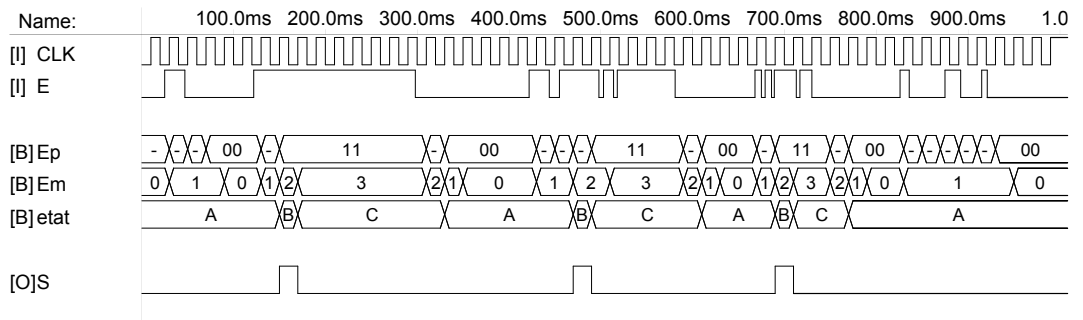 Name: 100.0ms 200.0ms 300.0ms 400.0ms 500.0ms 600.0ms 700.0ms 800.0ms 900.0ms 1.0
[I] CLK
[I] E
[B] Ep - - - - 00 - 11 - 00 - - - 11 - 00 - 11 - 00 - - - - - 00
[B] Em 0 1 0 1 2 3 2 1 0 1 2 3 2 1 0 1 2 3 2 1 0 1 0
[B] etat A B C A B C A B C A
[O]S